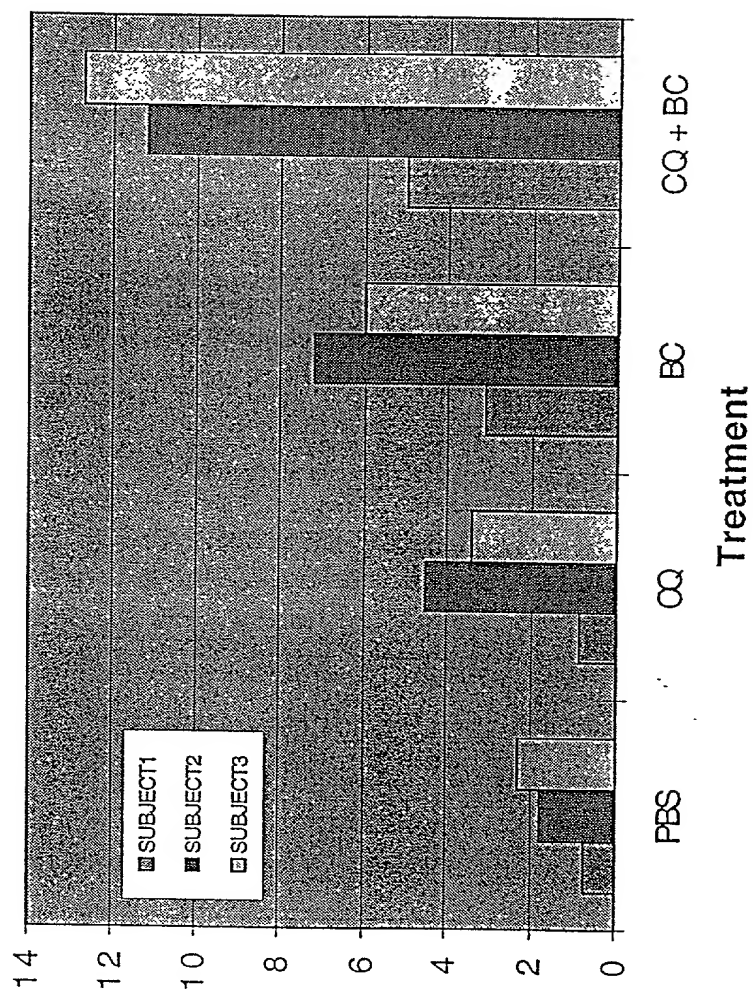 14
12
10
8
6
4
2
0
SUBJECT1
SUBJECT2
SUBJECT3
PBS
CQ
BC
CQ + BC
Treatment